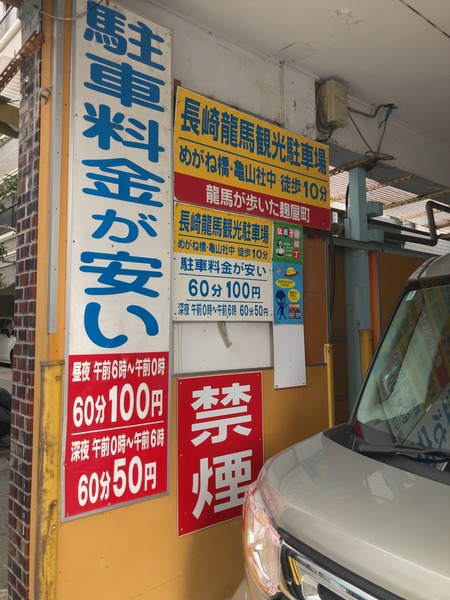 駐車料金が安い
昼夜 午前6時〜午前0時
60分100円
深夜 午前0時〜午前6時
60分50円
長崎龍馬観光駐車場
めがね橋・亀山社中 徒歩10分
龍馬が歩いた麹屋町
長崎龍馬観光駐車場
めがね橋・亀山社中 徒歩10分
駐車料金が安い
60分100円
深夜 午前0時〜午前6時 60分50円
禁煙